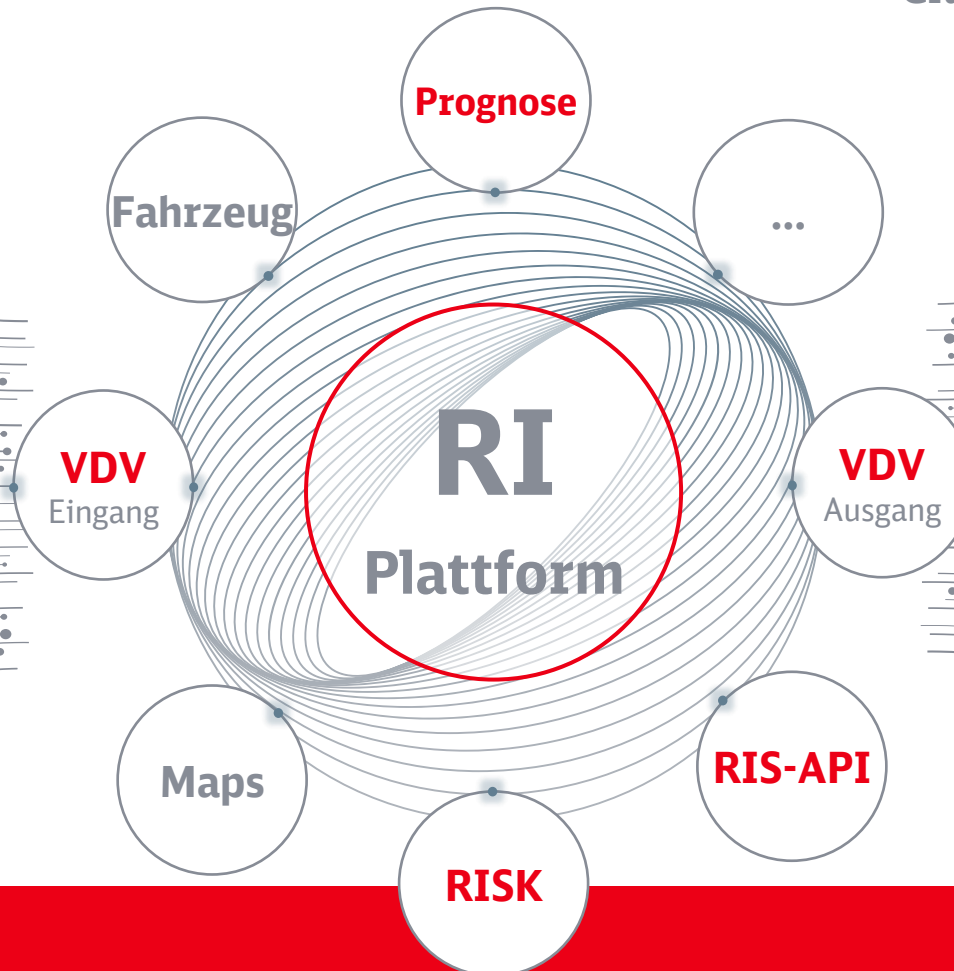 Prognose
Fahrzeug
...
RI
Plattform
VDV
Eingang
VDV
Ausgang
Maps
RIS-API
RISK